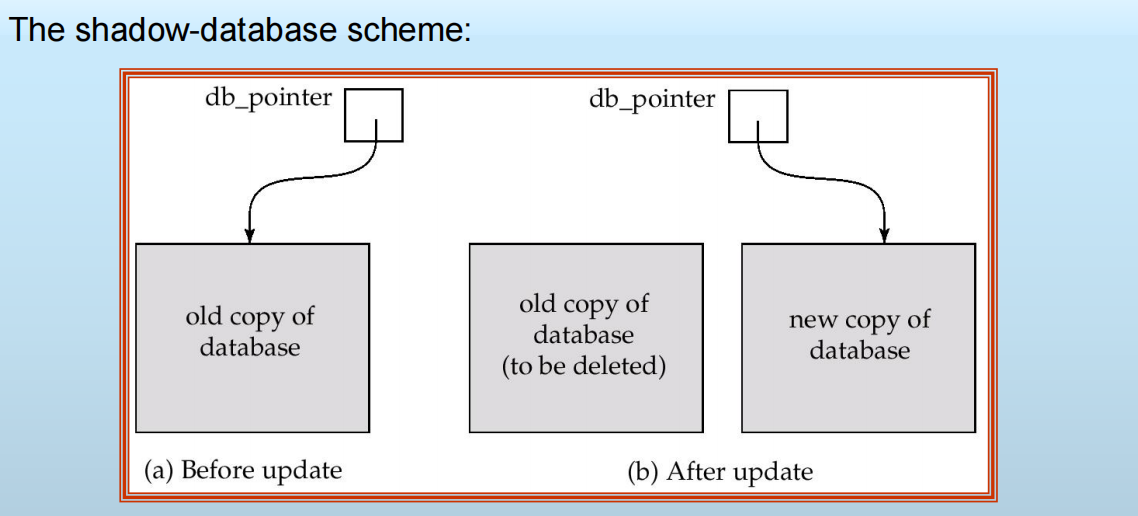 The shadow-database scheme:
db_pointer
db_pointer
old copy of
database
old copy of
database
(to be deleted)
new copy of
database
(a) Before update
(b) After update